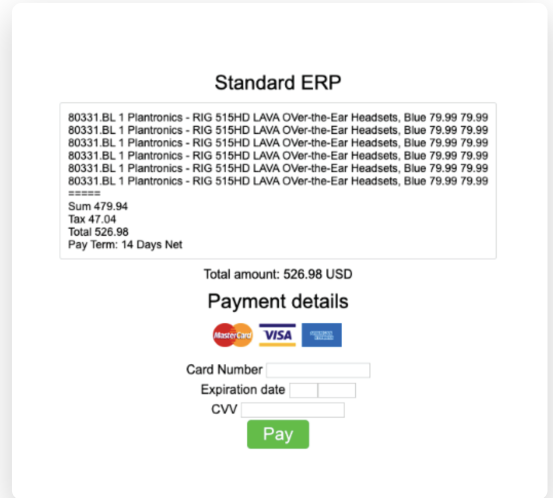 Standard ERP
80331.BL 1 Plantronics - RIG 515HD LAVA OVer-the-Ear Headsets, Blue 79.99 79.99
80331.BL 1 Plantronics - RIG 515HD LAVA OVer-the-Ear Headsets, Blue 79.99 79.99
80331.BL 1 Plantronics - RIG 515HD LAVA OVer-the-Ear Headsets, Blue 79.99 79.99
80331.BL 1 Plantronics - RIG 515HD LAVA OVer-the-Ear Headsets, Blue 79.99 79.99
80331.BL 1 Plantronics - RIG 515HD LAVA OVer-the-Ear Headsets, Blue 79.99 79.99
80331.BL 1 Plantronics - RIG 515HD LAVA OVer-the-Ear Headsets, Blue 79.99 79.99
=====
Sum 479.94
Tax 47.04
Total 526.98
Pay Term: 14 Days Net
Total amount: 526.98 USD
Payment details
MasterCard VISA
Card Number
Expiration date
CVV
Pay